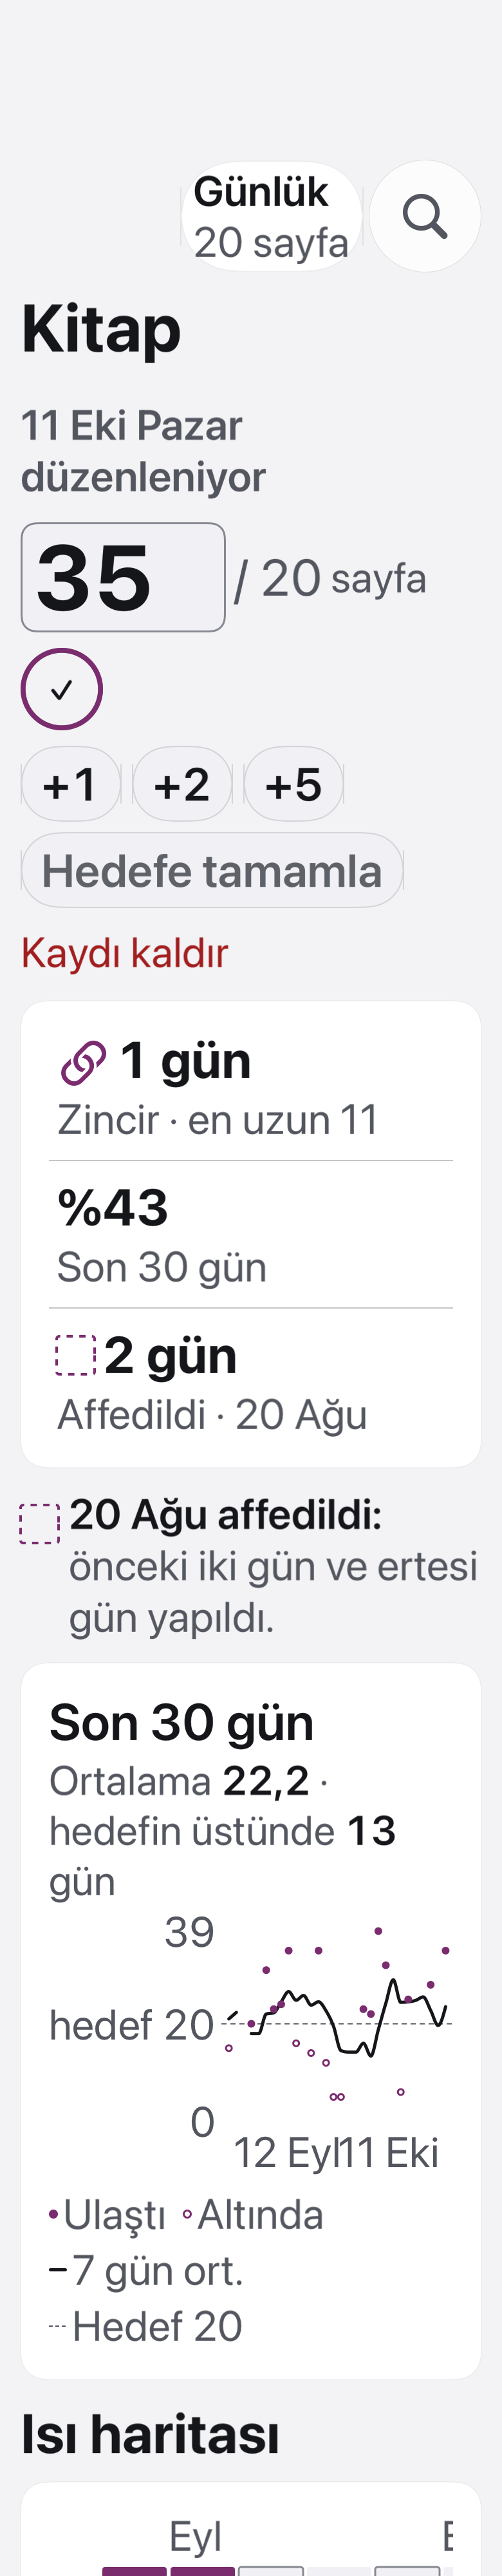 Günlük
20 sayfa
Kitap
11 Eki Pazar
düzenleniyor
35 / 20 sayfa
+1 +2 +5
Hedefe tamamla
Kaydı kaldır
1 gün
Zincir · en uzun 11
%43
Son 30 gün
2 gün
Affedildi · 20 Ağu
20 Ağu affedildi:
önceki iki gün ve ertesi
gün yapıldı.
Son 30 gün
Ortalama 22,2 ·
hedefin üstünde 13
gün
39
hedef 20
0
12 Eyl 11 Eki
Ulaştı Altında
7 gün ort.
Hedef 20
Isı haritası
Eyl